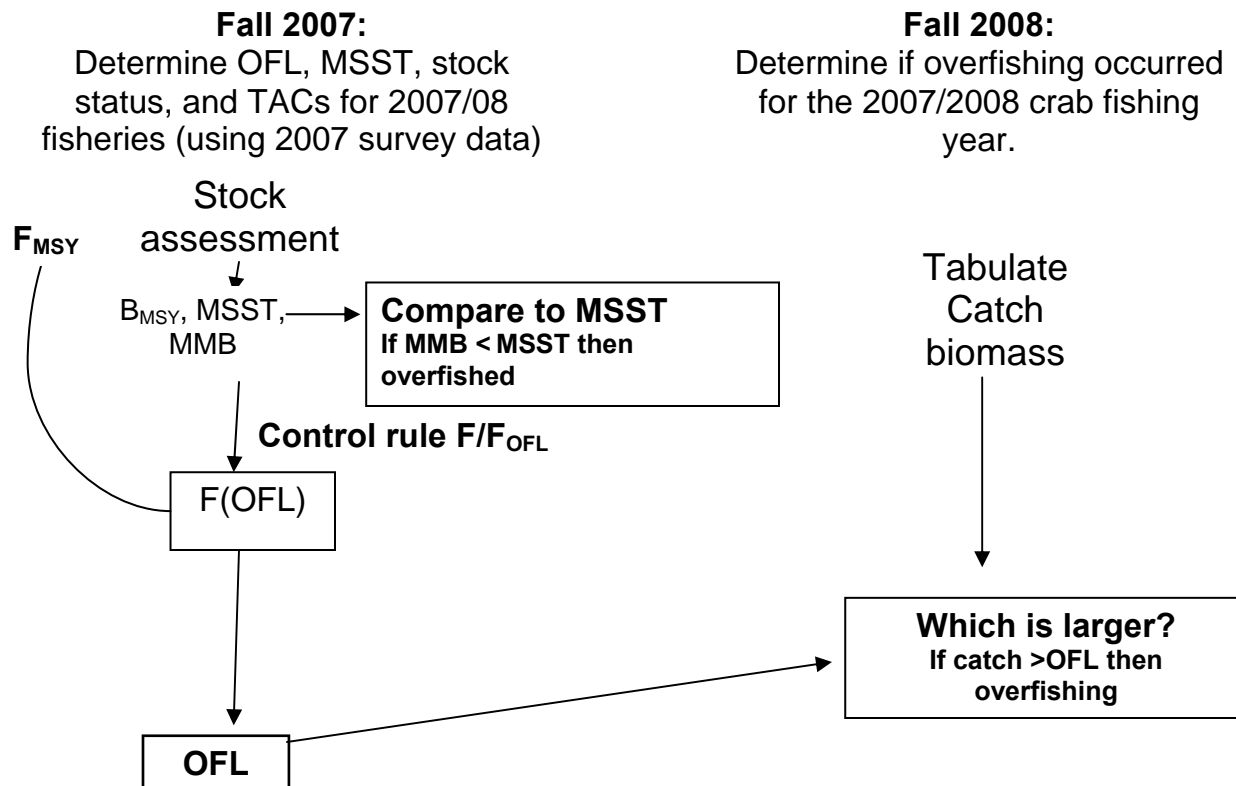 Fall 2007:
Determine OFL, MSST, stock
status, and TACs for 2007/08
fisheries (using 2007 survey data)
Fall 2008:
Determine if overfishing occurred
for the 2007/2008 crab fishing
year.
Stock
assessment
FMSY
BMSY, MSST,
MMB
Compare to MSST
If MMB < MSST then
overfished
Control rule F/FOFL
F(OFL)
OFL
Tabulate
Catch
biomass
Which is larger?
If catch >OFL then
overfishing